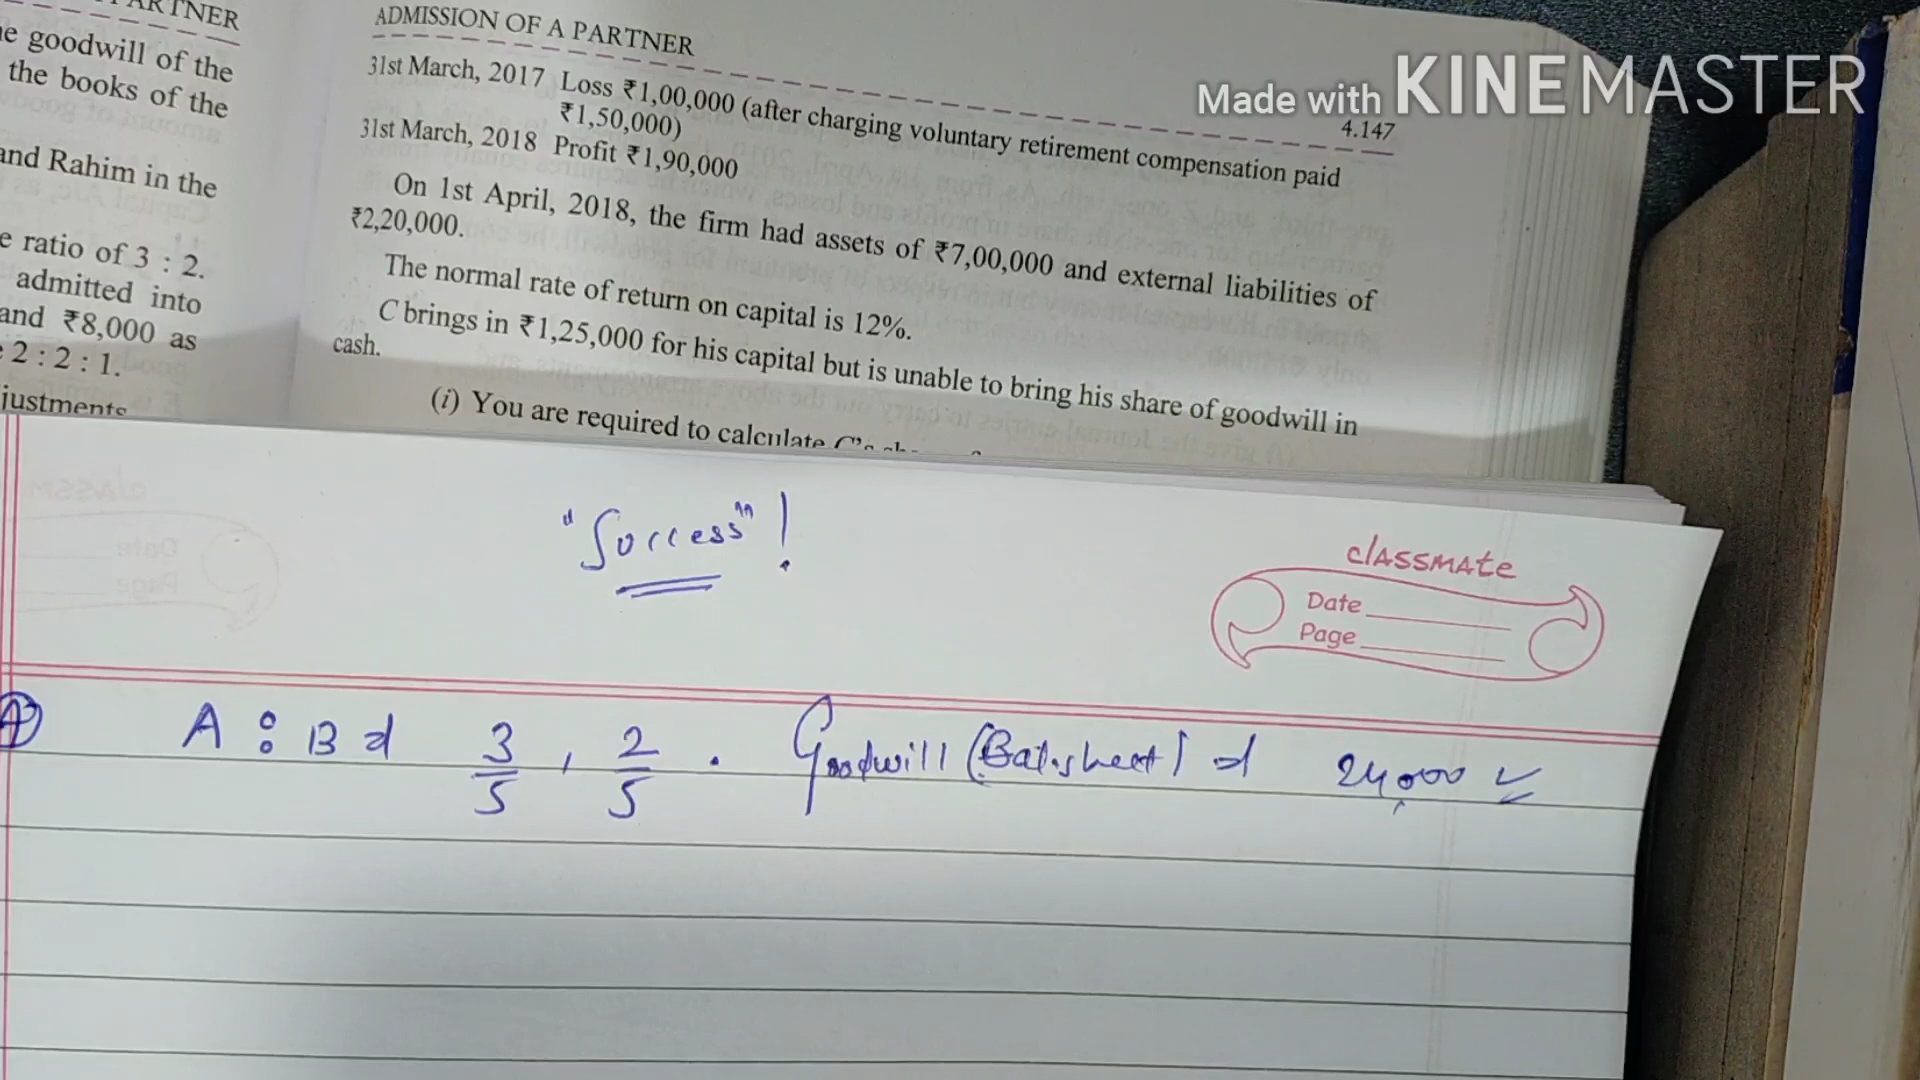 ARTNER
e goodwill of the
the books of the
and Rahim in the
e ratio of 3 : 2.
admitted into
and ₹8,000 as
2 : 2 : 1.
justments
ADMISSION OF A PARTNER
4.147
31st March, 2017 Loss ₹1,00,000 (after charging voluntary retirement compensation paid
₹1,50,000)
31st March, 2018 Profit ₹1,90,000
On 1st April, 2018, the firm had assets of ₹7,00,000 and external liabilities of
₹2,20,000.
The normal rate of return on capital is 12%.
C brings in ₹1,25,000 for his capital but is unable to bring his share of goodwill in
cash.
(i) You are required to calculate C's
Made with KINEMASTER
"Success"!
classmate
Date
Page
A : B 3/5 , 2/5 . Goodwill (Bal. sheet) 24,000